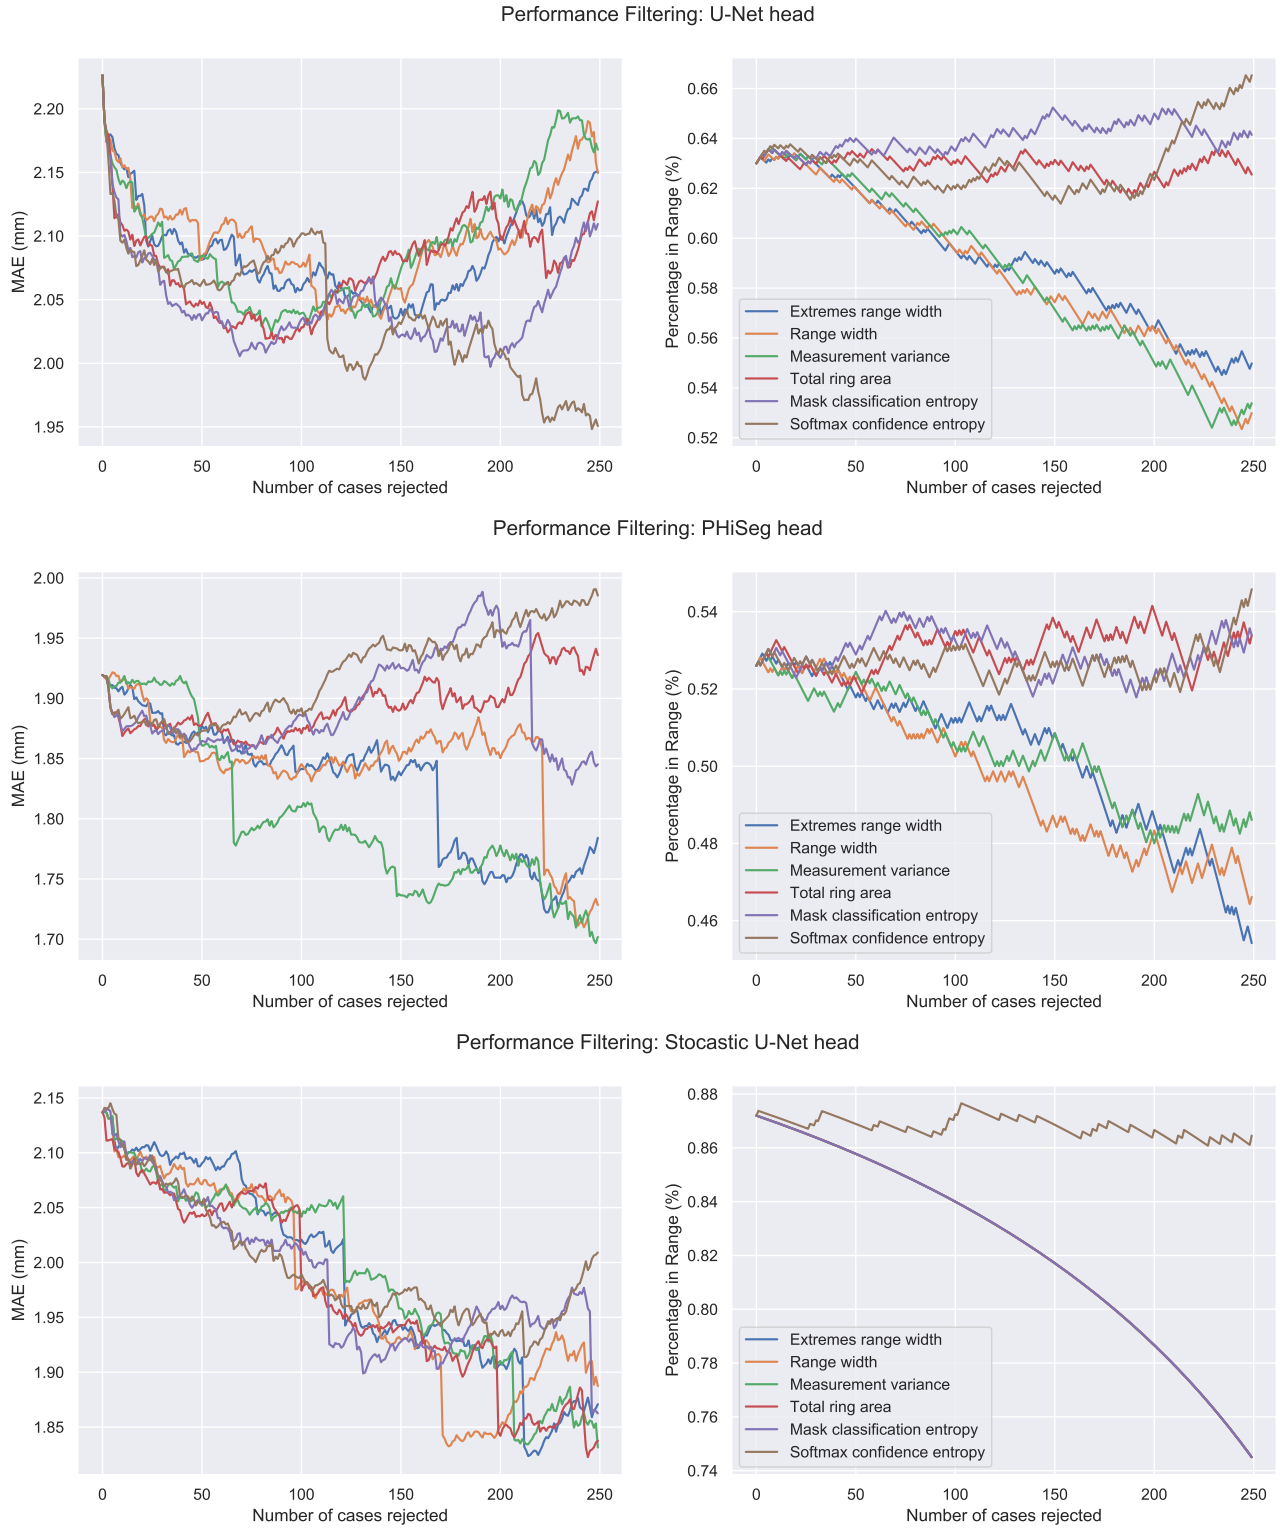 Performance Filtering: U-Net head
MAE (mm)
2.20
2.15
2.10
2.05
2.00
1.95
0 50 100 150 200 250
Number of cases rejected
Percentage in Range (%)
0.66
0.64
0.62
0.60
0.58
0.56
0.54
0.52
Extremes range width
Range width
Measurement variance
Total ring area
Mask classification entropy
Softmax confidence entropy
0 50 100 150 200 250
Number of cases rejected
Performance Filtering: PHiSeg head
MAE (mm)
2.00
1.95
1.90
1.85
1.80
1.75
1.70
0 50 100 150 200 250
Number of cases rejected
Percentage in Range (%)
0.54
0.52
0.50
0.48
0.46
Extremes range width
Range width
Measurement variance
Total ring area
Mask classification entropy
Softmax confidence entropy
0 50 100 150 200 250
Number of cases rejected
Performance Filtering: Stocastic U-Net head
MAE (mm)
2.15
2.10
2.05
2.00
1.95
1.90
1.85
0 50 100 150 200 250
Number of cases rejected
Percentage in Range (%)
0.88
0.86
0.84
0.82
0.80
0.78
0.76
0.74
Extremes range width
Range width
Measurement variance
Total ring area
Mask classification entropy
Softmax confidence entropy
0 50 100 150 200 250
Number of cases rejected